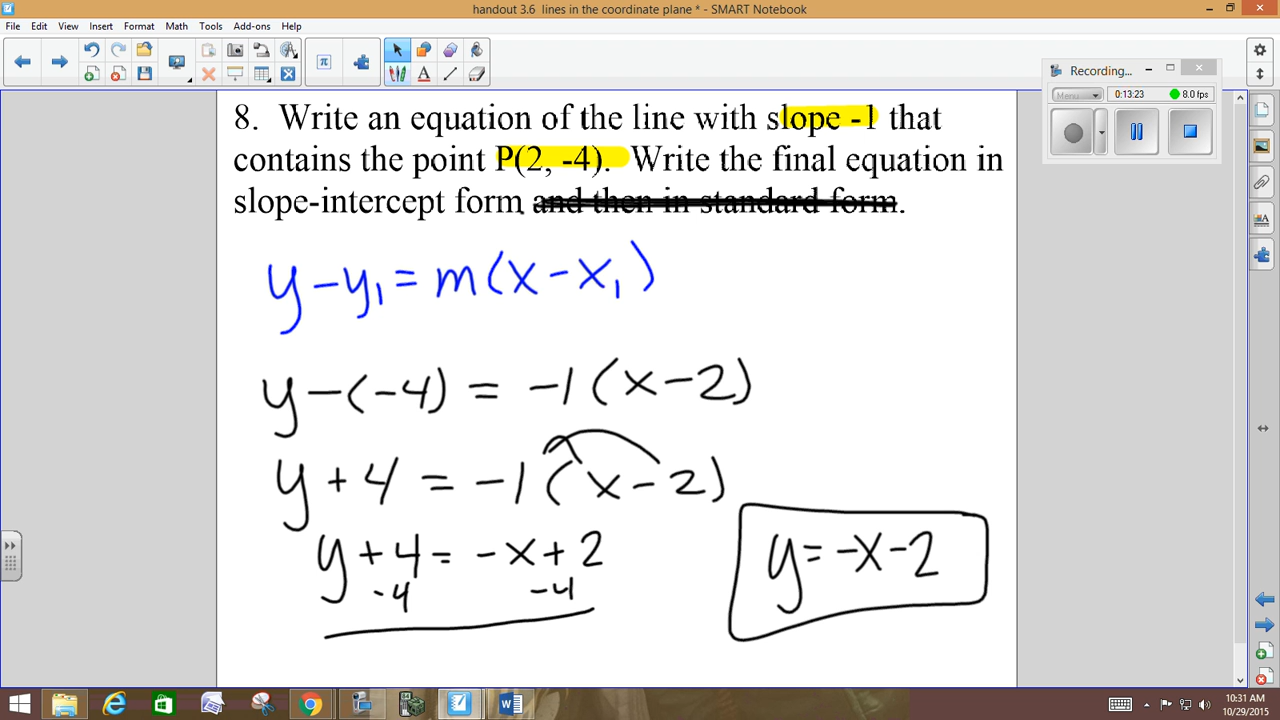 handout 3.6 lines in the coordinate plane * - SMART Notebook
File Edit View Insert Format Math Tools Add-ons Help
Recording...
Menu 0:13:23 8.0 fps
8. Write an equation of the line with slope -1 that
contains the point P(2, -4). Write the final equation in
slope-intercept form. and then in standard form.
y-y₁=m(x-x₁)
y-(-4) = -1(x-2)
y+4 = -1(x-2)
y+4 = -x+2
-4 -4
y=-x-2
10:31 AM
10/29/2015